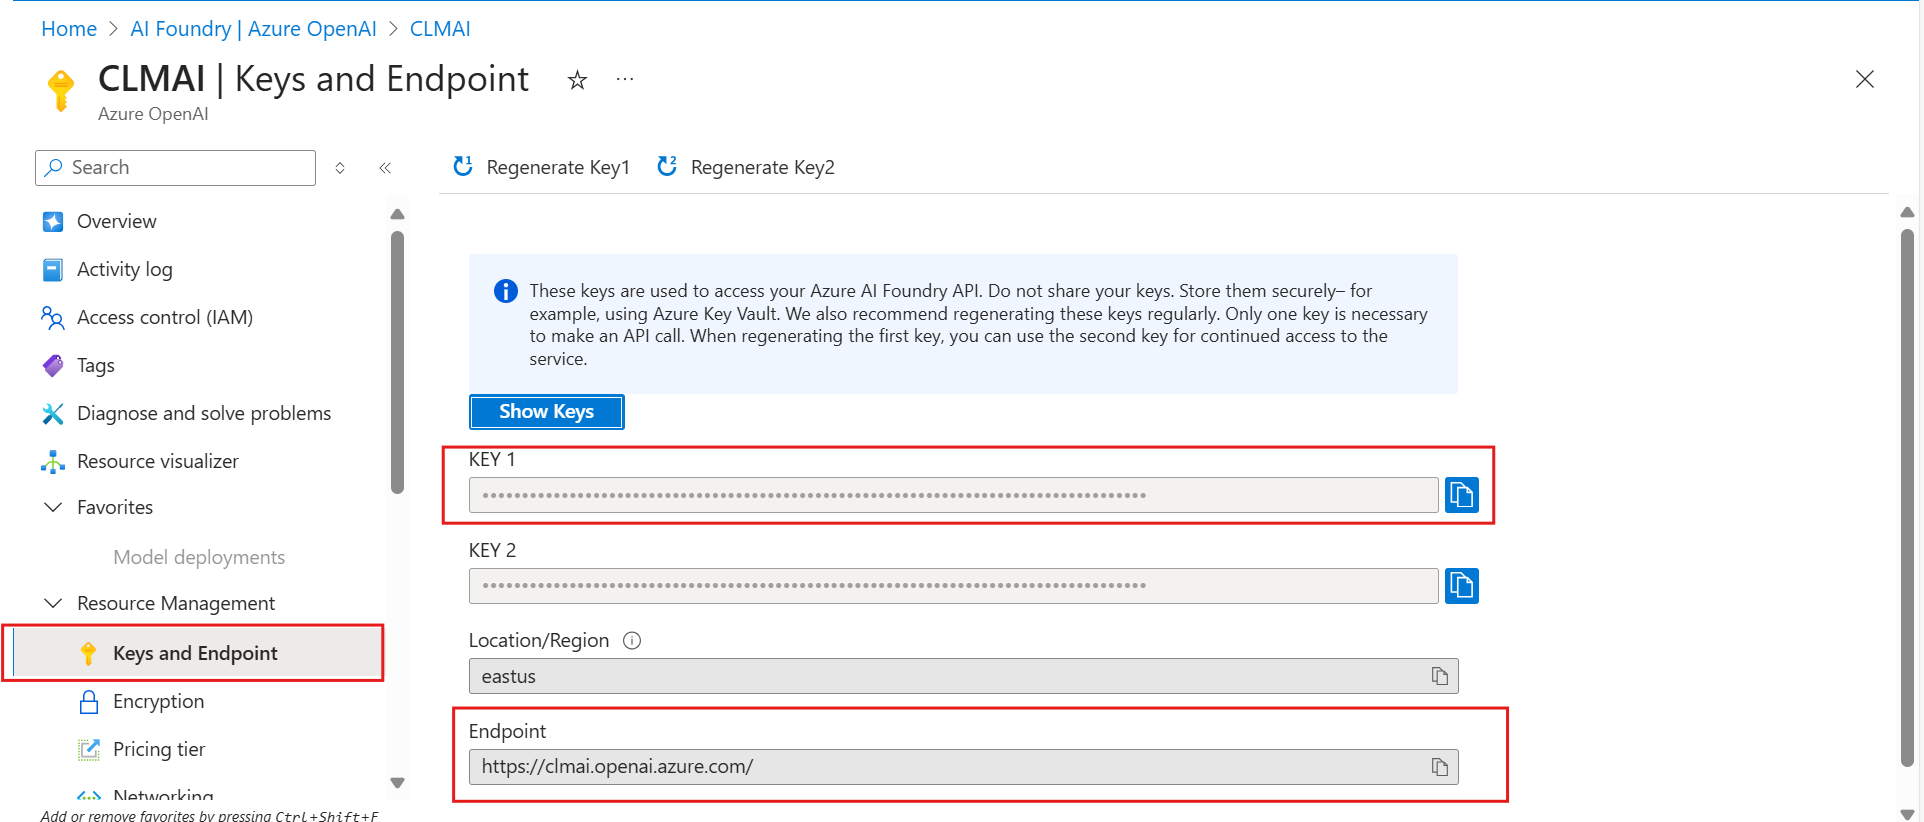 Home > AI Foundry | Azure OpenAI > CLMAI
CLMAI | Keys and Endpoint
Azure OpenAI
Search
Overview
Activity log
Access control (IAM)
Tags
Diagnose and solve problems
Resource visualizer
Favorites
Model deployments
Resource Management
Keys and Endpoint
Encryption
Pricing tier
Networking
Add or remove favorites by pressing Ctrl+Shift+F
Regenerate Key1
Regenerate Key2
These keys are used to access your Azure AI Foundry API. Do not share your keys. Store them securely– for
example, using Azure Key Vault. We also recommend regenerating these keys regularly. Only one key is necessary
to make an API call. When regenerating the first key, you can use the second key for continued access to the
service.
Show Keys
KEY 1
KEY 2
Location/Region
eastus
Endpoint
https://clmai.openai.azure.com/